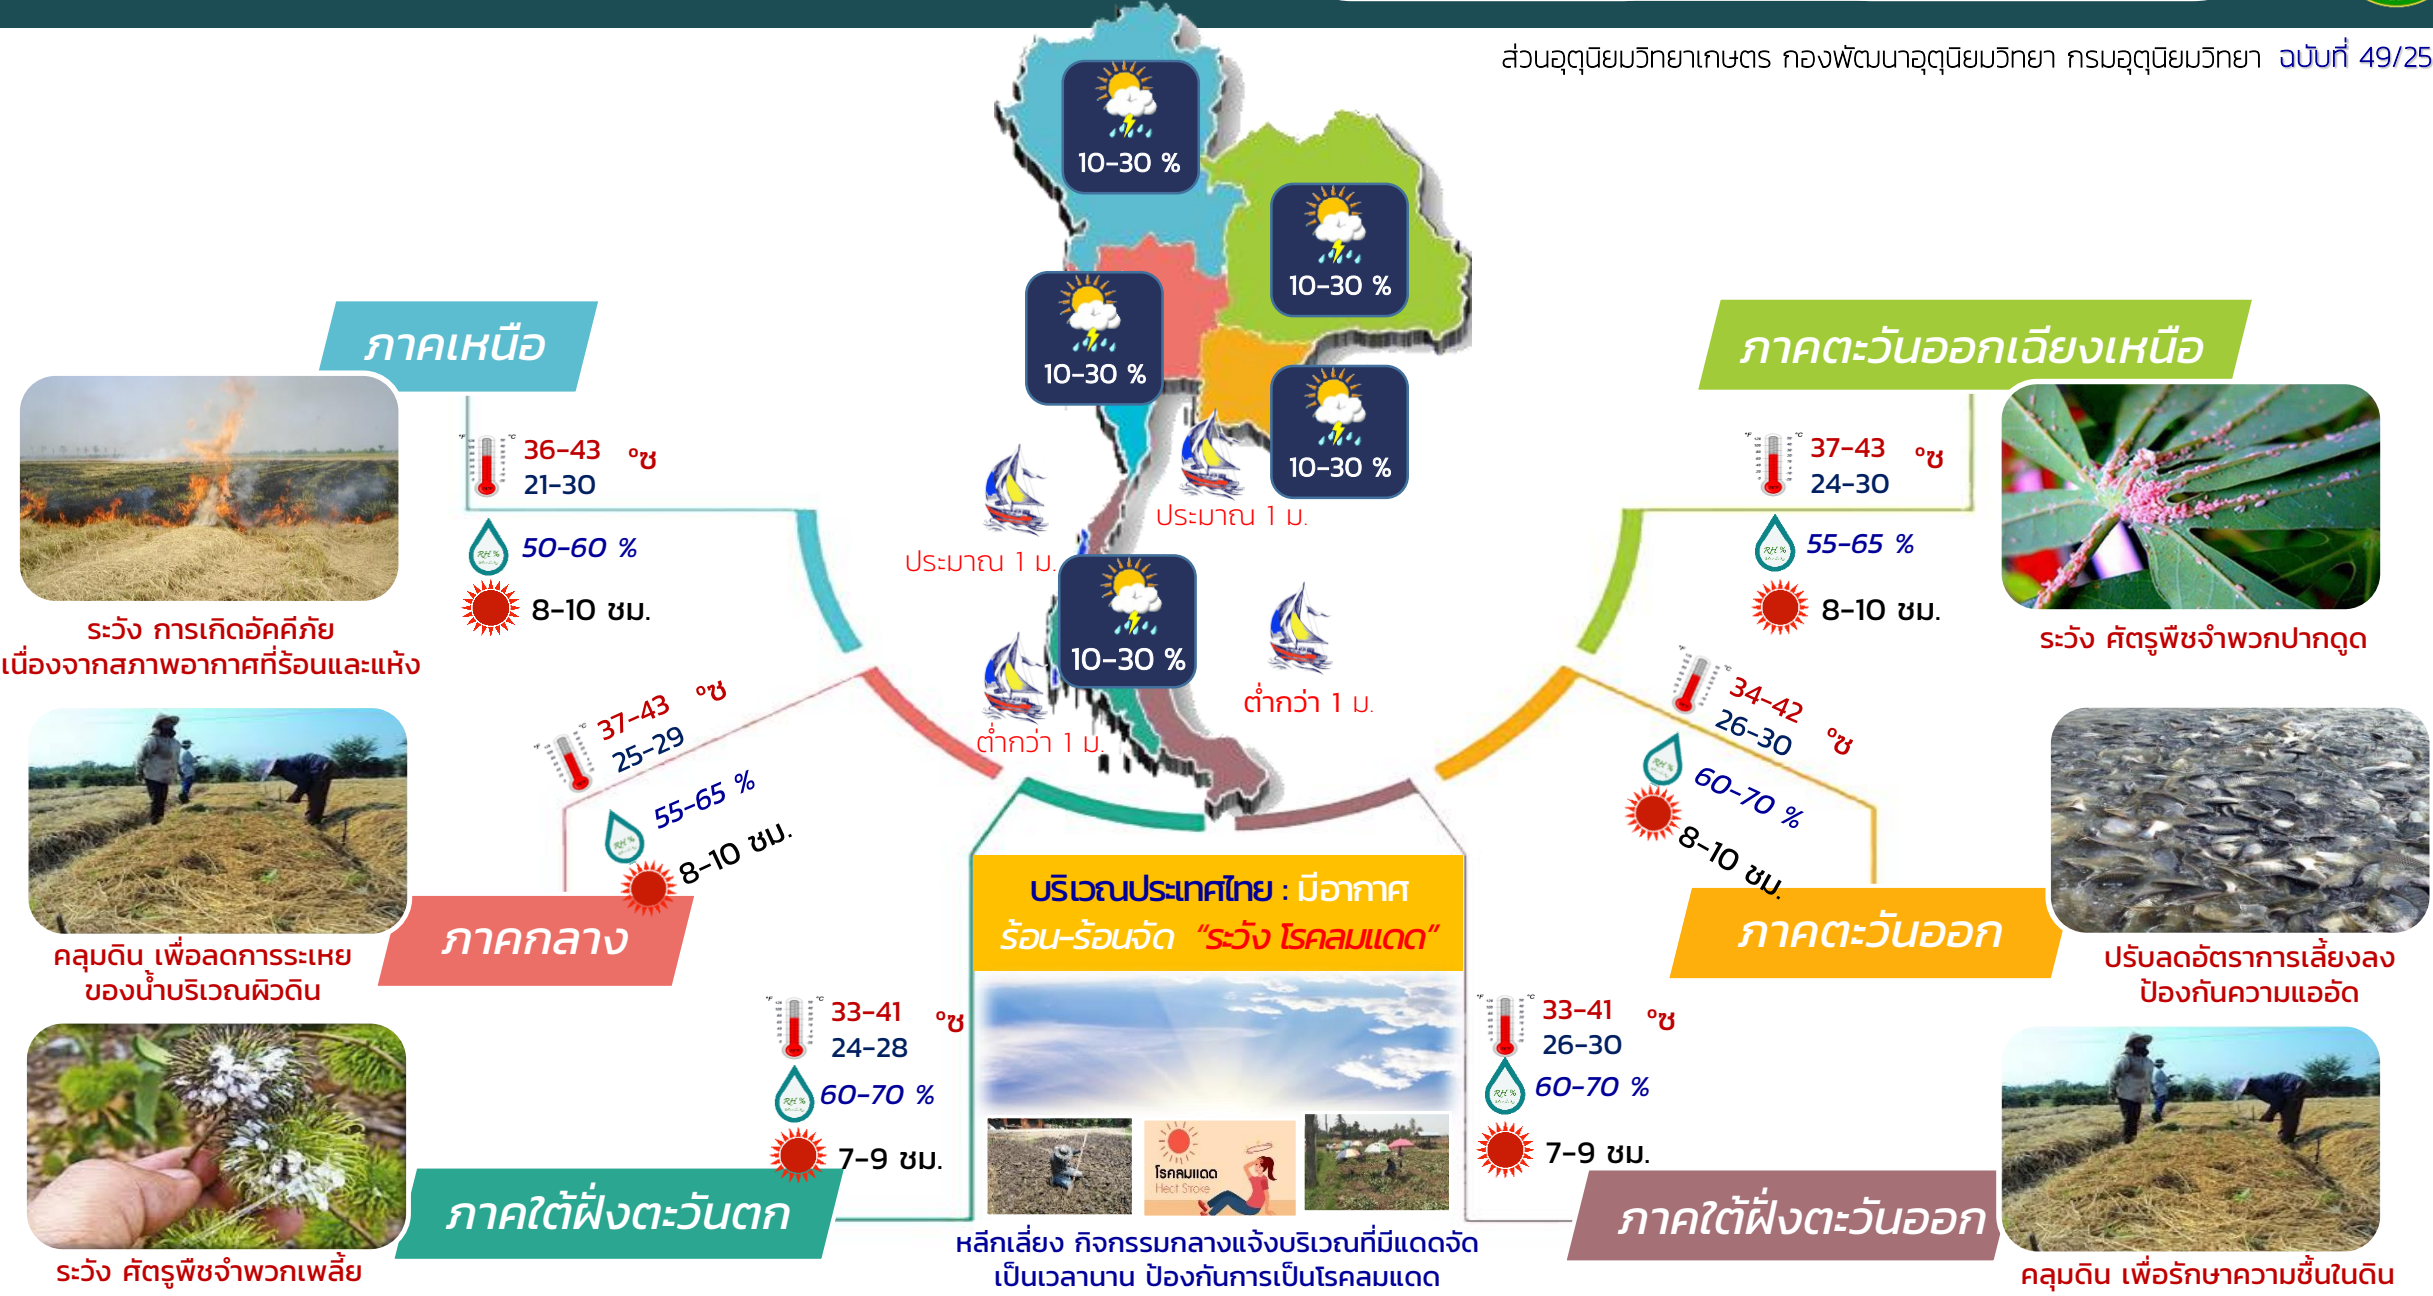 ส่วนอุตุนิยมวิทยาเกษตร กองพัฒนาอุตุนิยมวิทยา กรมอุตุนิยมวิทยา ฉบับที่ 49/25
10-30 %
10-30 %
10-30 %
10-30 %
ประมาณ 1 ม.
ประมาณ 1 ม.
10-30 %
ต่ำกว่า 1 ม.
ต่ำกว่า 1 ม.
ภาคเหนือ
36-43 °ซ
21-30
50-60 %
8-10 ชม.
ระวัง การเกิดอัคคีภัย
เนื่องจากสภาพอากาศที่ร้อนและแห้ง
ภาคตะวันออกเฉียงเหนือ
37-43 °ซ
24-30
55-65 %
8-10 ชม.
ระวัง ศัตรูพืชจำพวกปากดูด
37-43 °ซ
25-29
55-65 %
8-10 ชม.
ภาคกลาง
คลุมดิน เพื่อลดการระเหย
ของน้ำบริเวณผิวดิน
34-42
26-30 °ซ
60-70 %
8-10 ชม.
ภาคตะวันออก
ปรับลดอัตราการเลี้ยงลง
ป้องกันความแออัด
33-41 °ซ
24-28
60-70 %
7-9 ชม.
ภาคใต้ฝั่งตะวันตก
ระวัง ศัตรูพืชจำพวกเพลี้ย
บริเวณประเทศไทย : มีอากาศ
ร้อน-ร้อนจัด “ระวัง โรคลมแดด”
โรคลมแดด
หลีกเลี่ยง กิจกรรมกลางแจ้งบริเวณที่มีแดดจัด
เป็นเวลานาน ป้องกันการเป็นโรคลมแดด
33-41 °ซ
26-30
60-70 %
7-9 ชม.
ภาคใต้ฝั่งตะวันออก
คลุมดิน เพื่อรักษาความชื้นในดิน